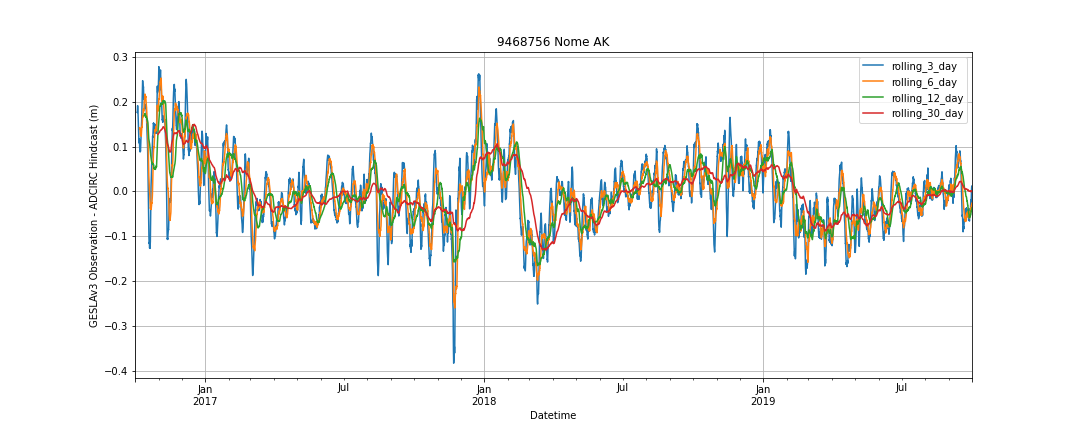 9468756 Nome AK
GESLAv3 Observation - ADCIRC Hindcast (m)
0.3
0.2
0.1
0.0
−0.1
−0.2
−0.3
−0.4
rolling_3_day
rolling_6_day
rolling_12_day
rolling_30_day
Jan Jul Jan Jul Jan Jul
2017 2018 2019
Datetime